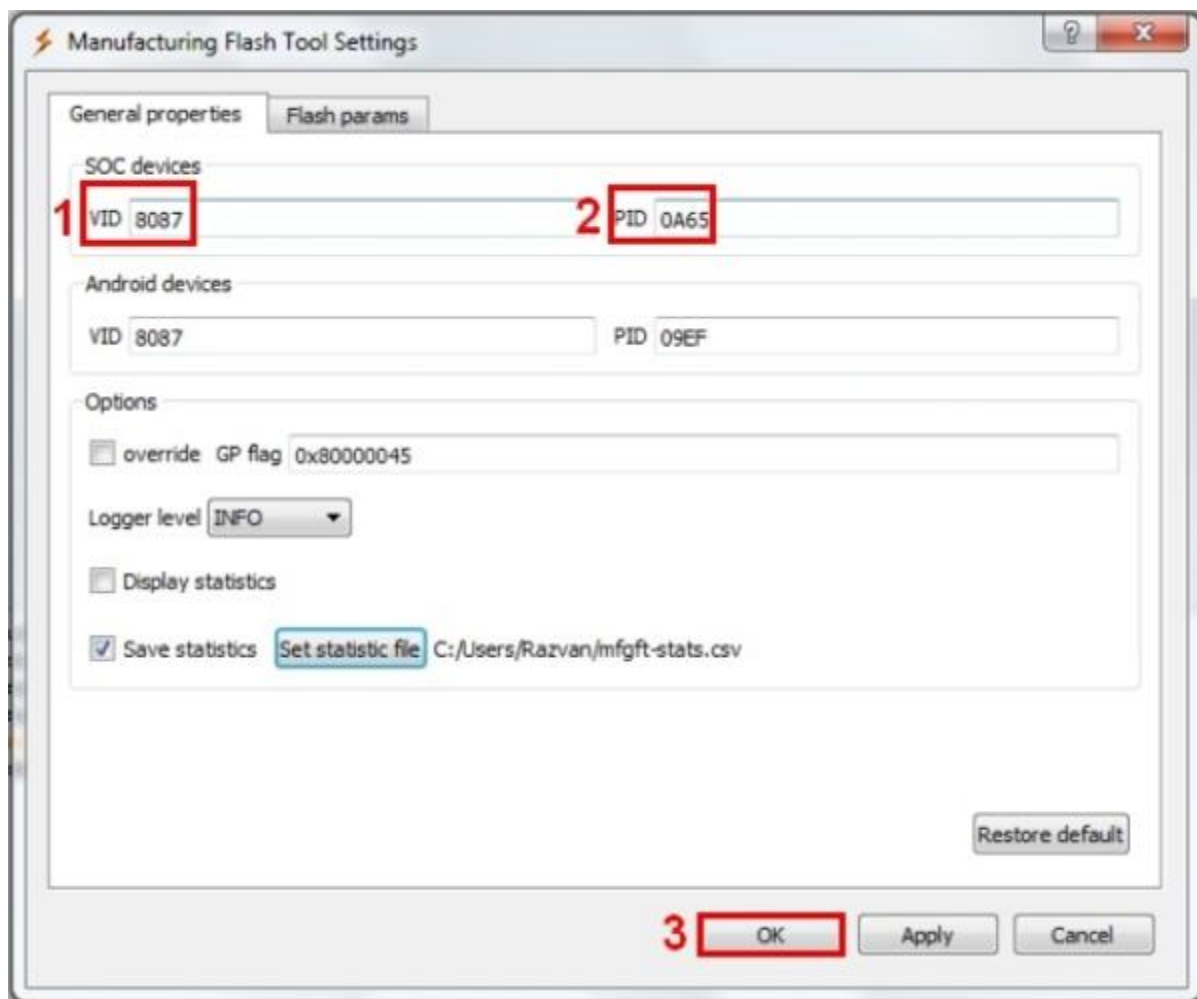 Manufacturing Flash Tool Settings
General properties Flash params
SOC devices
1 VID 8087 2 PID 0A65
Android devices
VID 8087 PID 09EF
Options
override GP flag 0x80000045
Logger level INFO
Display statistics
Save statistics Set statistic file C:/Users/Razvan/mfgft-stats.csv
Restore default
3 OK Apply Cancel